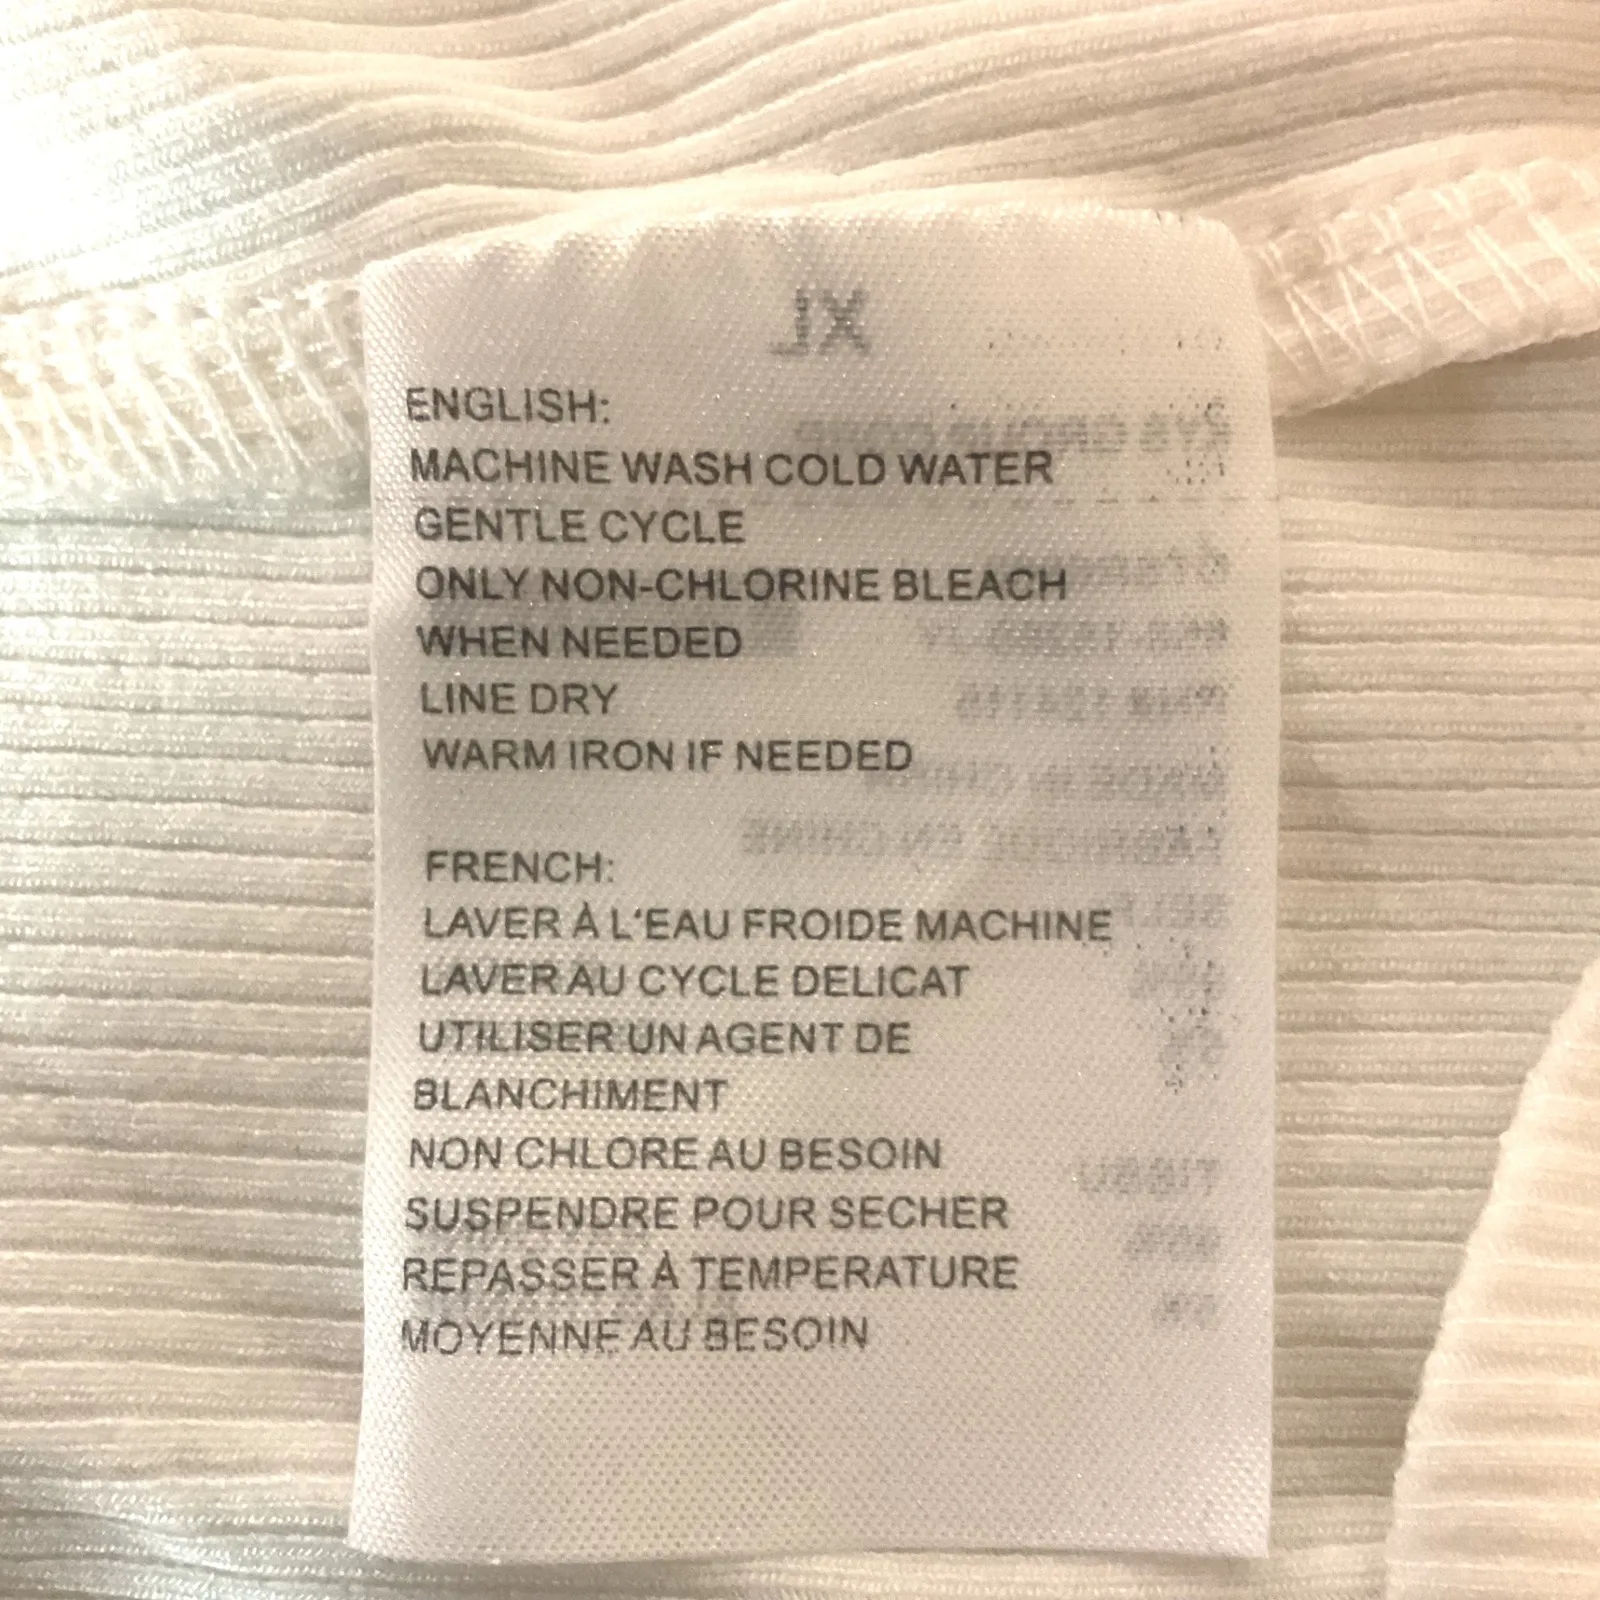 XL
ENGLISH:
MACHINE WASH COLD WATER
GENTLE CYCLE
ONLY NON-CHLORINE BLEACH
WHEN NEEDED
LINE DRY
WARM IRON IF NEEDED
FRENCH:
LAVER À L'EAU FROIDE MACHINE
LAVER AU CYCLE DELICAT
UTILISER UN AGENT DE
BLANCHIMENT
NON CHLORE AU BESOIN
SUSPENDRE POUR SECHER
REPASSER À TEMPERATURE
MOYENNE AU BESOIN